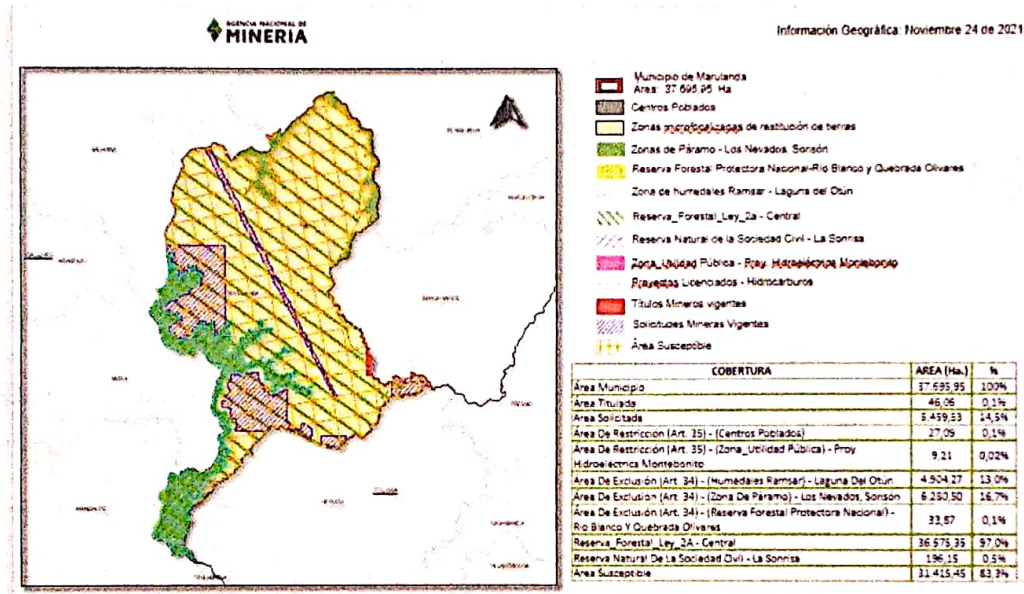 AGENCIA NACIONAL DE
MINERIA
Información Geográfica: Noviembre 24 de 2021
Municipio de Marulanda
Área: 37 695,95 Ha
Centros Poblados
Zonas microfocalizadas de restitución de tierras
Zonas de Páramo - Los Nevados, Sonsón
Reserva Forestal Protectora Nacional-Rio Blanco y Quebrada Olivares
Zona de humedales Ramsar - Laguna del Otún
Reserva_Forestal_Ley_2a - Central
Reserva Natural de la Sociedad Civil - La Sonrisa
Zona_Utilidad Pública - Proy. Hidroeléctrica Montebonito
Proyectos Licenciados - Hidrocarburos
Títulos Mineros vigentes
Solicitudes Mineras Vigentes
Área Susceptible
COBERTURA AREA (Ha.) %
Área Municipio 37.695,95 100%
Área Titulada 46,06 0,1%
Área Solicitada 5.459,53 14,5%
Área De Restricción (Art. 35) - (Centros Poblados) 27,09 0,1%
Área De Restricción (Art. 35) - (Zona_Utilidad Pública) - Proy.
Hidroelectrica Montebonito 9,21 0,02%
Área De Exclusión (Art. 34) - (Humedales Ramsar) - Laguna Del Otún 4.904,27 13,0%
Área De Exclusión (Art. 34) - (Zona De Páramo) - Los Nevados, Sonsón 6.280,50 16,7%
Área De Exclusión (Art. 34) - (Reserva Forestal Protectora Nacional) -
Rio Blanco Y Quebrada Olivares 33,87 0,1%
Reserva_Forestal_Ley_2A - Central 36.575,35 97,0%
Reserva Natural De La Sociedad Civil - La Sonrisa 196,15 0,5%
Área Susceptible 31.415,45 83,3%